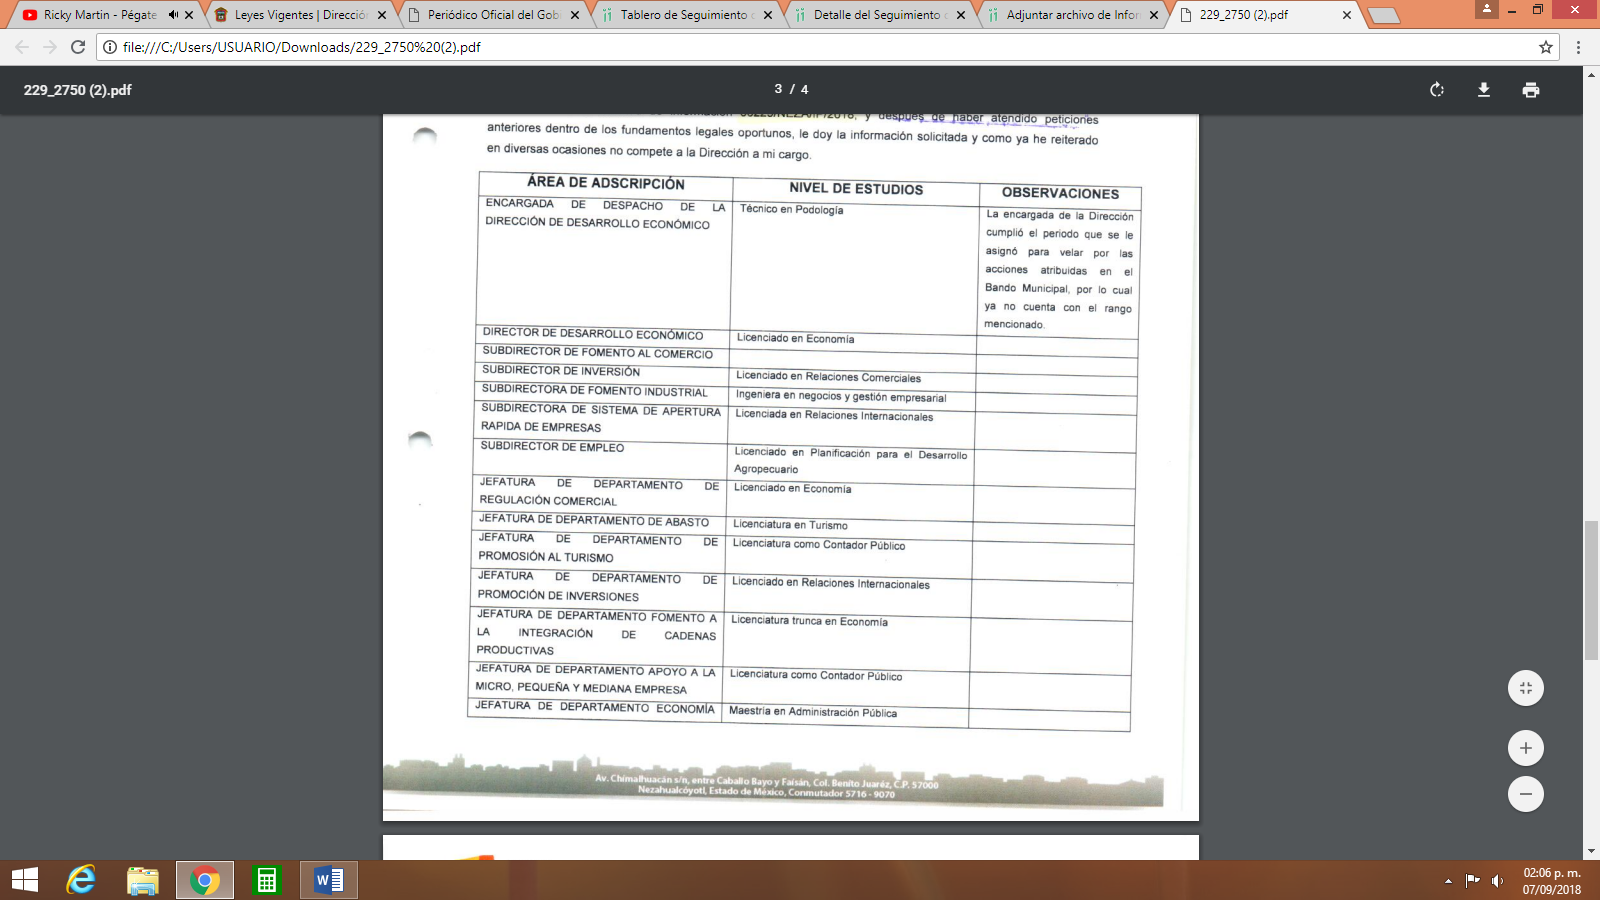 Ricky Martin - Pégate
Leyes Vigentes | Direcció
Periódico Oficial del Gobi
Tablero de Seguimiento
Detalle del Seguimiento
Adjuntar archivo de Infor
229_2750 (2).pdf
file:///C:/Users/USUARIO/Downloads/229_2750%20(2).pdf
229_2750 (2).pdf
3 / 4
y después de haber atendido peticiones
anteriores dentro de los fundamentos legales oportunos, le doy la información solicitada y como ya he reiterado
en diversas ocasiones no compete a la Dirección a mi cargo.
ÁREA DE ADSCRIPCIÓN NIVEL DE ESTUDIOS OBSERVACIONES
ENCARGADA DE DESPACHO DE LA
DIRECCIÓN DE DESARROLLO ECONÓMICO
Técnico en Podología
La encargada de la Dirección
cumplió el periodo que se le
asignó para velar por las
acciones atribuidas en el
Bando Municipal, por lo cual
ya no cuenta con el rango
mencionado.
DIRECTOR DE DESARROLLO ECONÓMICO Licenciado en Economía
SUBDIRECTOR DE FOMENTO AL COMERCIO
SUBDIRECTOR DE INVERSIÓN Licenciado en Relaciones Comerciales
SUBDIRECTORA DE FOMENTO INDUSTRIAL Ingeniera en negocios y gestión empresarial
SUBDIRECTORA DE SISTEMA DE APERTURA
RAPIDA DE EMPRESAS
Licenciada en Relaciones Internacionales
SUBDIRECTOR DE EMPLEO
Licenciado en Planificación para el Desarrollo
Agropecuario
JEFATURA DE DEPARTAMENTO DE
REGULACIÓN COMERCIAL
Licenciado en Economía
JEFATURA DE DEPARTAMENTO DE ABASTO Licenciatura en Turismo
JEFATURA DE DEPARTAMENTO DE
PROMOSIÓN AL TURISMO
Licenciatura como Contador Público
JEFATURA DE DEPARTAMENTO DE
PROMOCIÓN DE INVERSIONES
Licenciado en Relaciones Internacionales
JEFATURA DE DEPARTAMENTO FOMENTO A
LA INTEGRACIÓN DE CADENAS
PRODUCTIVAS
Licenciatura trunca en Economía
JEFATURA DE DEPARTAMENTO APOYO A LA
MICRO, PEQUEÑA Y MEDIANA EMPRESA
Licenciatura como Contador Público
JEFATURA DE DEPARTAMENTO ECONOMÍA Maestria en Administración Pública
Av. Chimalhuacán s/n, entre Caballo Bayo y Faisán, Col. Benito Juaréz, C.P. 57000
Nezahualcóyotl, Estado de México, Conmutador 5716 - 9070
02:06 p. m.
07/09/2018